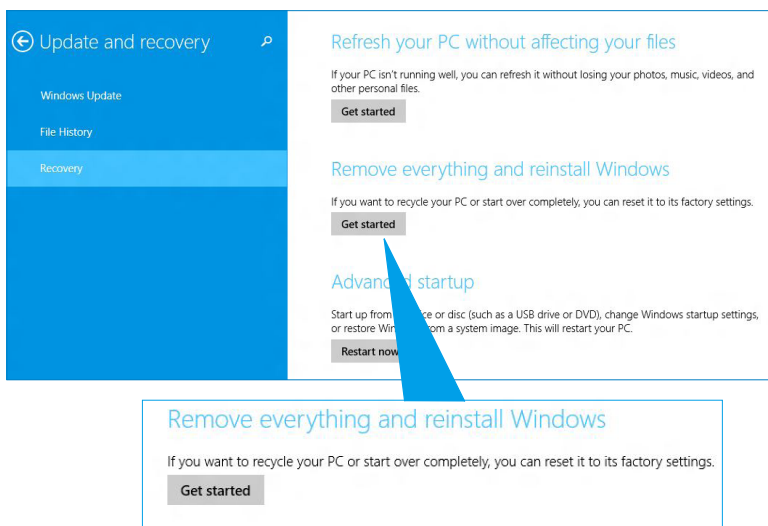 Update and recovery
Windows Update
File History
Recovery
Refresh your PC without affecting your files
If your PC isn't running well, you can refresh it without losing your photos, music, videos, and
other personal files.
Get started
Remove everything and reinstall Windows
If you want to recycle your PC or start over completely, you can reset it to its factory settings.
Get started
startup
Start up from or disc (such as a USB drive or DVD), change Windows startup settings,
or restore from a system image. This will restart your PC.
Restart now
Remove everything and reinstall Windows
If you want to recycle your PC or start over completely, you can reset it to its factory settings.
Get started